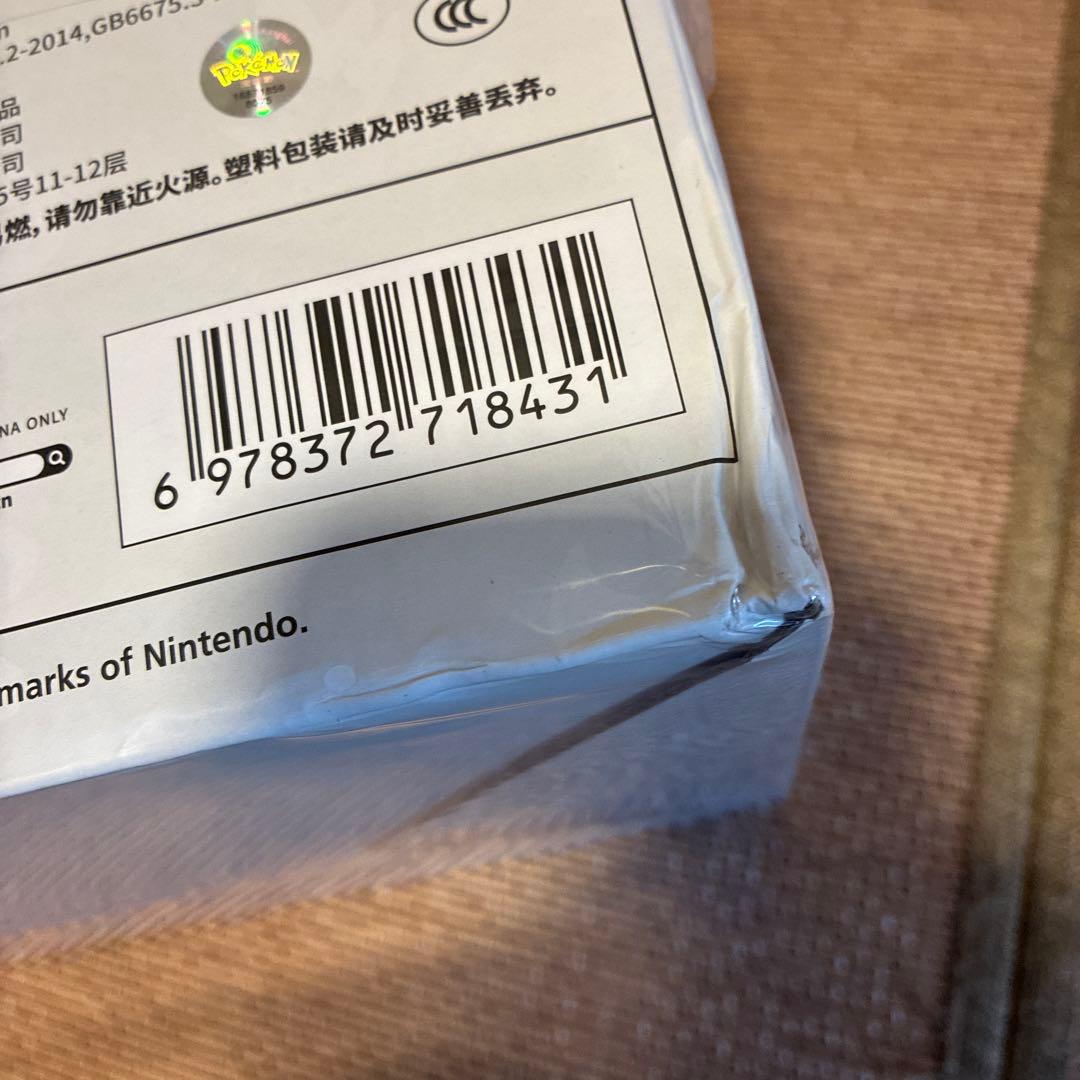 .2-2014,GB6675.3
CCC
POKÉMON
品
司
司
5号11-12层
燃,请勿靠近火源。塑料包装请及时妥善丢弃。
NA ONLY
6 978372 718431
marks of Nintendo.